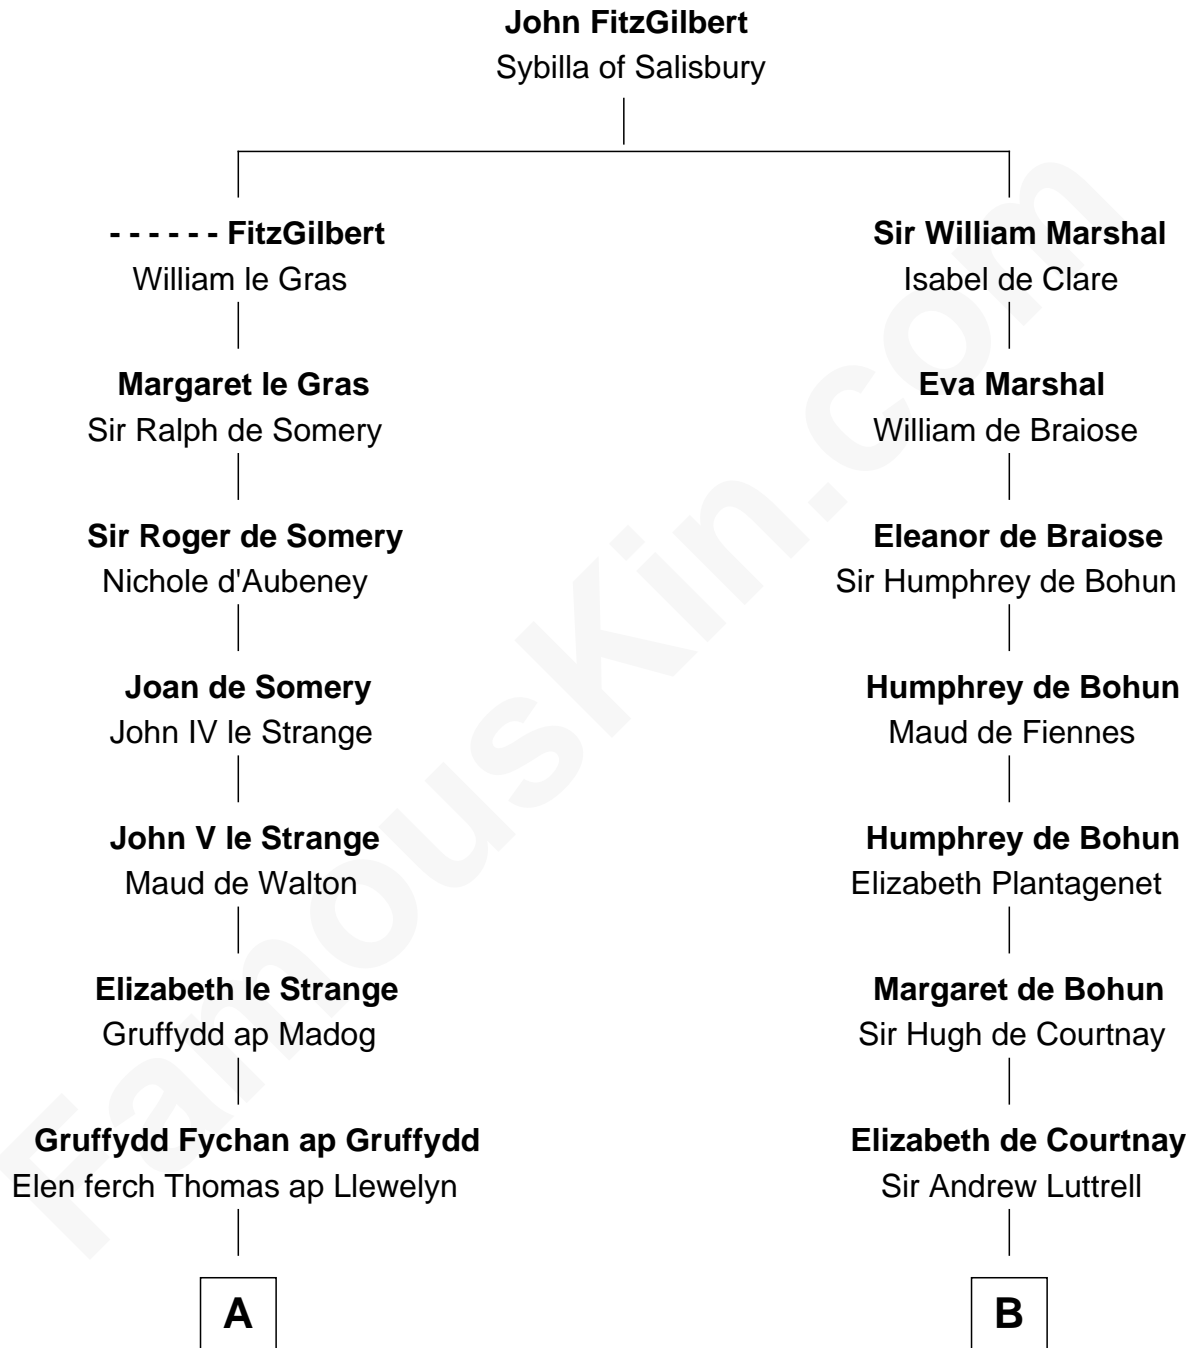 John FitzGilbert
Sybilla of Salisbury
- - - - - - FitzGilbert
William le Gras
Margaret le Gras
Sir Ralph de Somery
Sir Roger de Somery
Nichole d'Aubeney
Joan de Somery
John IV le Strange
John V le Strange
Maud de Walton
Elizabeth le Strange
Gruffydd ap Madog
Gruffydd Fychan ap Gruffydd
Elen ferch Thomas ap Llewelyn
A
Sir William Marshal
Isabel de Clare
Eva Marshal
William de Braiose
Eleanor de Braiose
Sir Humphrey de Bohun
Humphrey de Bohun
Maud de Fiennes
Humphrey de Bohun
Elizabeth Plantagenet
Margaret de Bohun
Sir Hugh de Courtnay
Elizabeth de Courtnay
Sir Andrew Luttrell
B
FamousKin.com